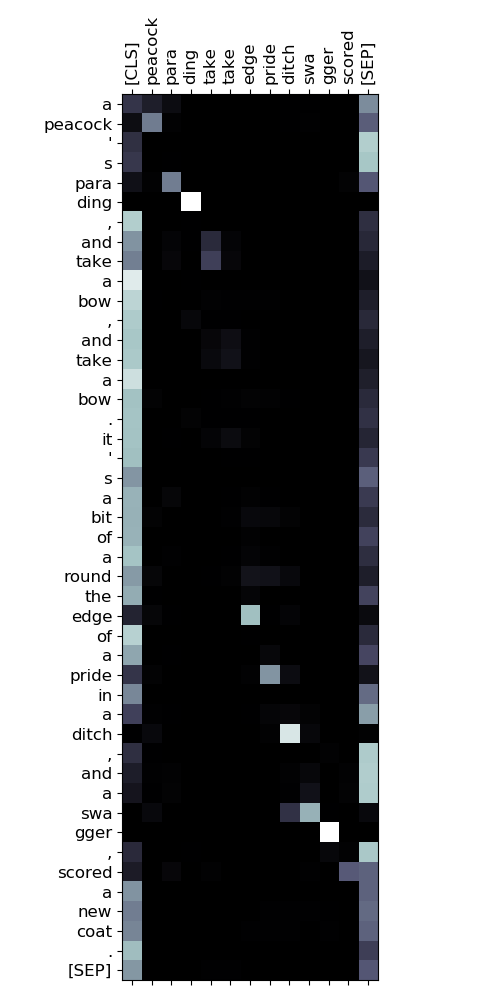 [CLS]
peacock
para
ding
take
take
edge
pride
ditch
swa
gger
scored
[SEP]
a
peacock
'
s
para
ding
,
and
take
a
bow
,
and
take
a
bow
.
it
'
s
a
bit
of
a
round
the
edge
of
a
pride
in
a
ditch
,
and
a
swa
gger
,
scored
a
new
coat
.
[SEP]